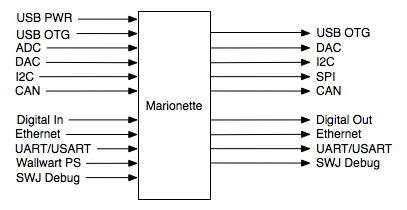 USB PWR
USB OTG
ADC
DAC
I2C
CAN
Digital In
Ethernet
UART/USART
Wallwart PS
SWJ Debug
Marionette
USB OTG
DAC
I2C
SPI
CAN
Digital Out
Ethernet
UART/USART
SWJ Debug